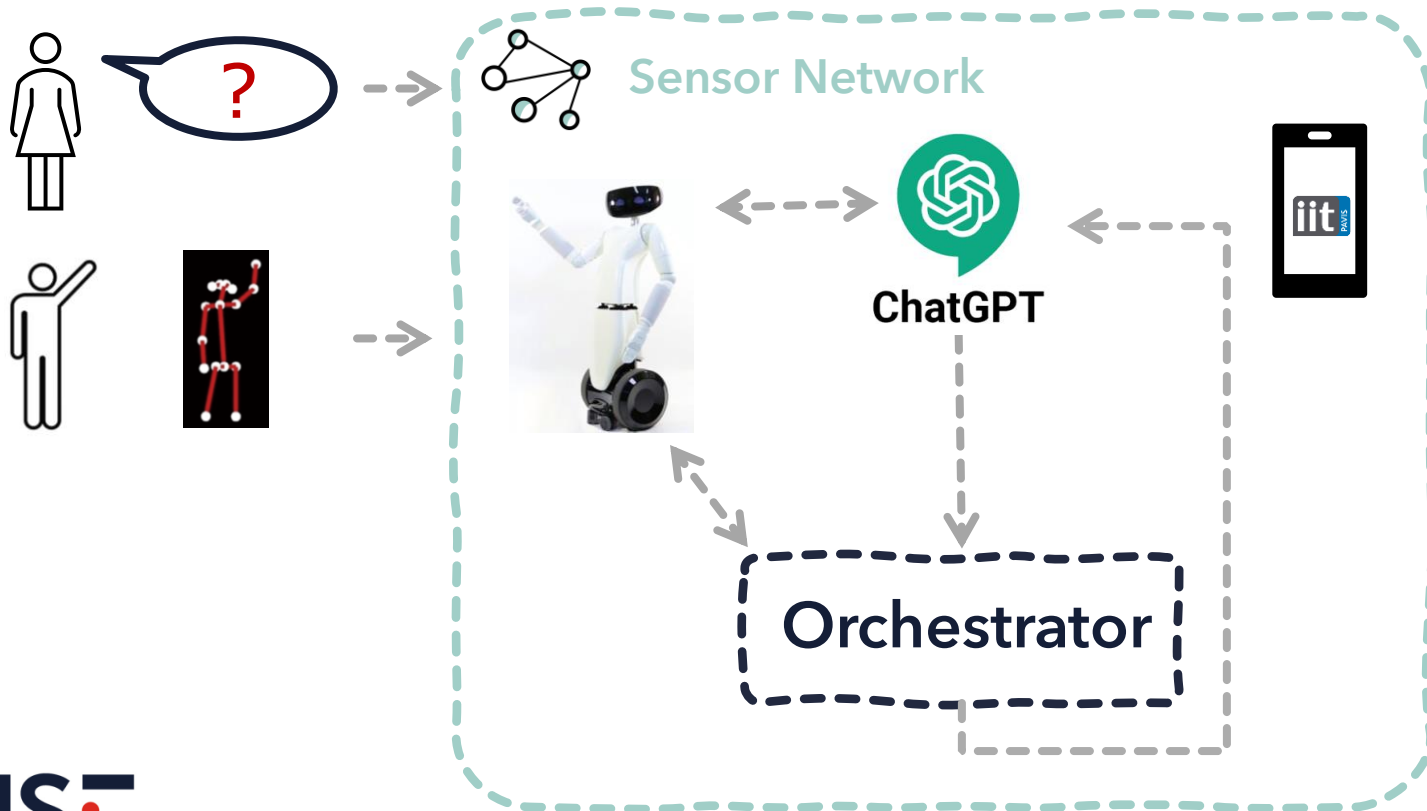 ?
Sensor Network
iit
PAVIS
ChatGPT
Orchestrator